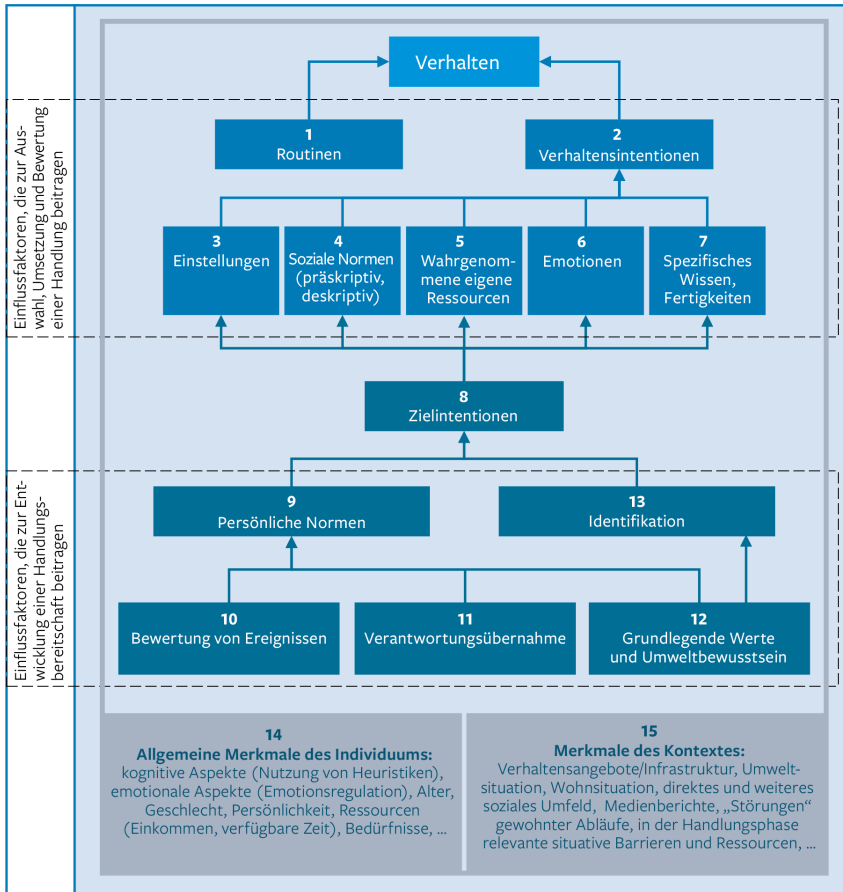 Verhalten
Einflussfaktoren, die zur Aus-
wahl, Umsetzung und Bewertung
einer Handlung beitragen
1
Routinen
2
Verhaltensintentionen
3
Einstellungen
4
Soziale Normen
(präskriptiv,
deskriptiv)
5
Wahrgenom-
mene eigene
Ressourcen
6
Emotionen
7
Spezifisches
Wissen,
Fertigkeiten
8
Zielintentionen
Einflussfaktoren, die zur Ent-
wicklung einer Handlungs-
bereitschaft beitragen
9
Persönliche Normen
13
Identifikation
10
Bewertung von Ereignissen
11
Verantwortungsübernahme
12
Grundlegende Werte
und Umweltbewusstsein
14
Allgemeine Merkmale des Individuums:
kognitive Aspekte (Nutzung von Heuristiken),
emotionale Aspekte (Emotionsregulation), Alter,
Geschlecht, Persönlichkeit, Ressourcen
(Einkommen, verfügbare Zeit), Bedürfnisse, ...
15
Merkmale des Kontextes:
Verhaltensangebote/Infrastruktur, Umwelt-
situation, Wohnsituation, direktes und weiteres
soziales Umfeld, Medienberichte, „Störungen“
gewohnter Abläufe, in der Handlungsphase
relevante situative Barrieren und Ressourcen, ...